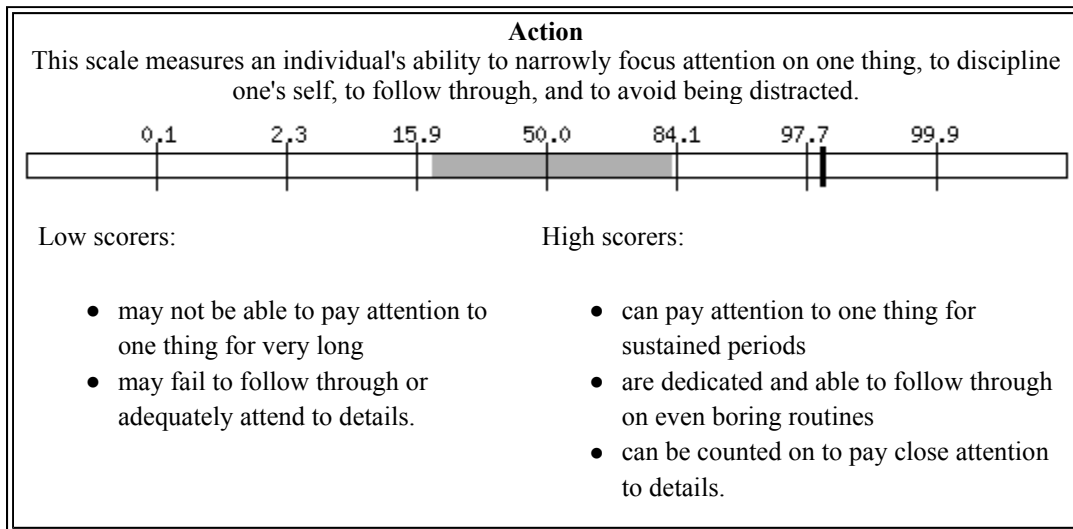 Action
This scale measures an individual's ability to narrowly focus attention on one thing, to discipline
one's self, to follow through, and to avoid being distracted.
0.1 2.3 15.9 50.0 84.1 97.7 99.9
Low scorers:
● may not be able to pay attention to
one thing for very long
● may fail to follow through or
adequately attend to details.
High scorers:
● can pay attention to one thing for
sustained periods
● are dedicated and able to follow through
on even boring routines
● can be counted on to pay close attention
to details.